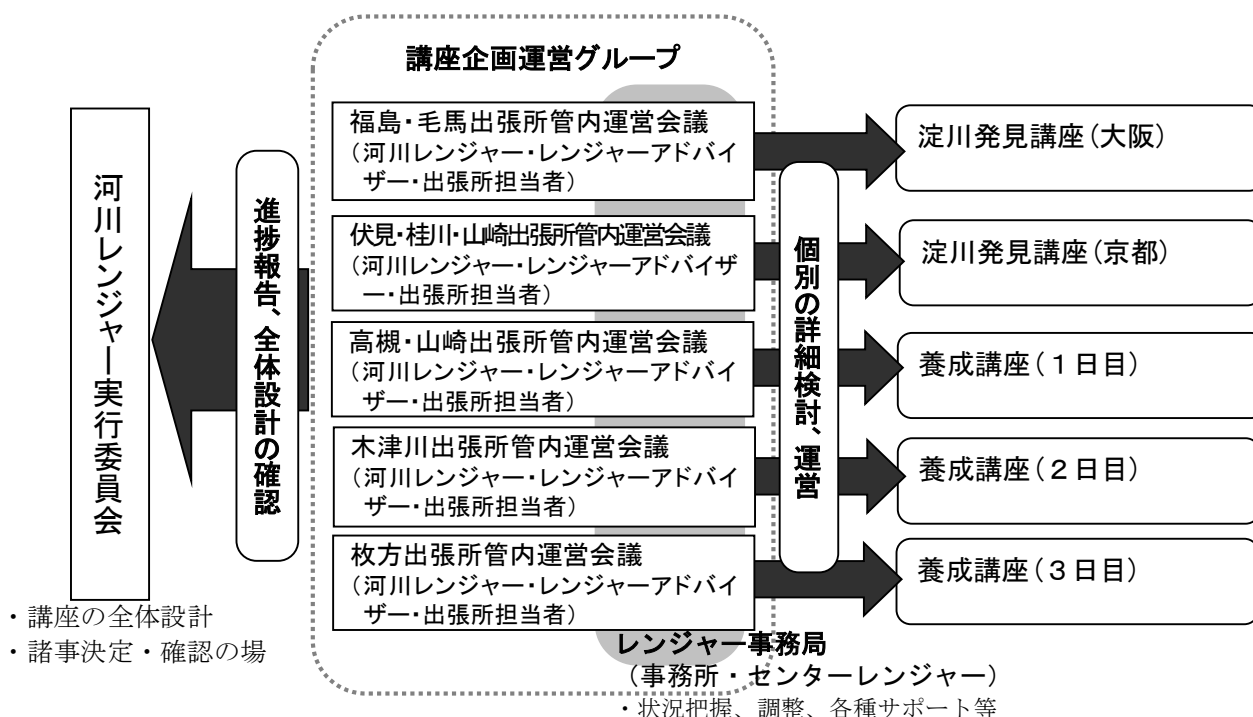 講座企画運営グループ
河川レンジャー実行委員会
・講座の全体設計
・諸事決定・確認の場
進捗報告、全体設計の確認
福島・毛馬出張所管内運営会議
（河川レンジャー・レンジャーアドバイ
ザー・出張所担当者）
伏見・桂川・山崎出張所管内運営会議
（河川レンジャー・レンジャーアドバイザ
ー・出張所担当者）
高槻・山崎出張所管内運営会議
（河川レンジャー・レンジャーアドバイ
ザー・出張所担当者）
木津川出張所管内運営会議
（河川レンジャー・レンジャーアドバイ
ザー・出張所担当者）
枚方出張所管内運営会議
（河川レンジャー・レンジャーアドバイ
ザー・出張所担当者）
個別の詳細検討、運営
淀川発見講座（大阪）
淀川発見講座（京都）
養成講座（１日目）
養成講座（２日目）
養成講座（３日目）
レンジャー事務局
（事務所・センターレンジャー）
・状況把握、調整、各種サポート等